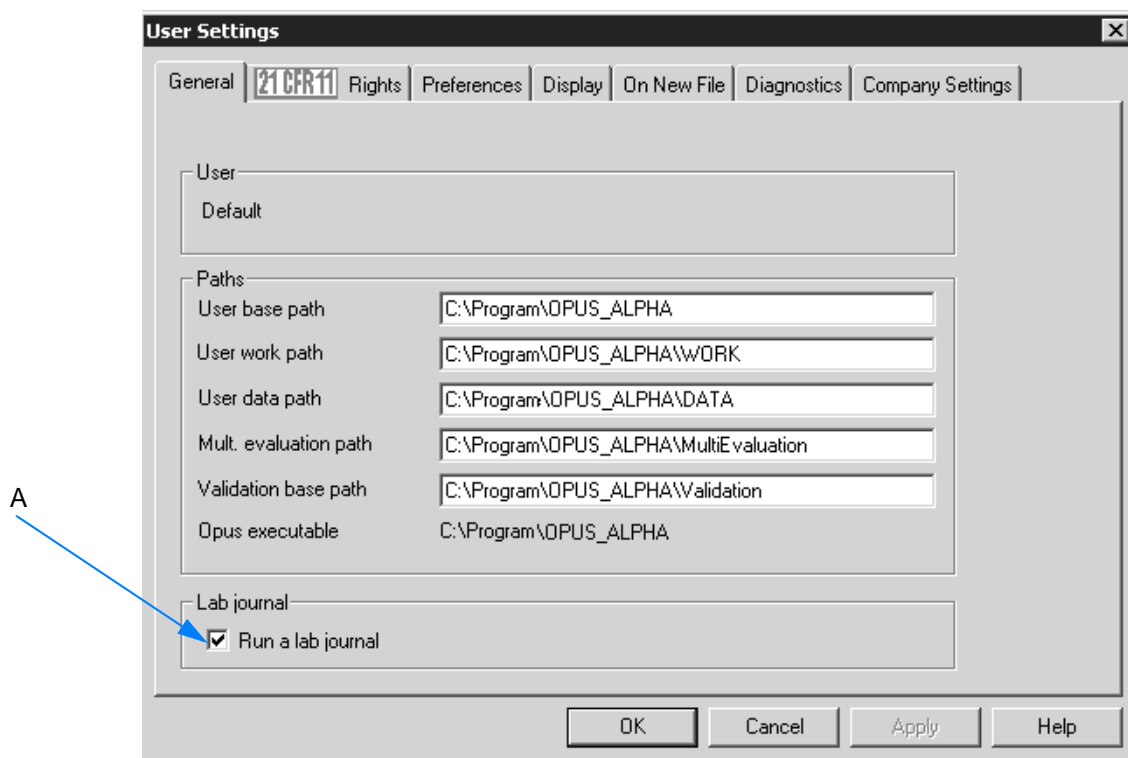 User Settings
General 21 CFR 11 Rights Preferences Display On New File Diagnostics Company Settings
User
Default
Paths
User base path C:\Program\OPUS_ALPHA
User work path C:\Program\OPUS_ALPHA\WORK
User data path C:\Program\OPUS_ALPHA\DATA
Mult. evaluation path C:\Program\OPUS_ALPHA\MultiEvaluation
Validation base path C:\Program\OPUS_ALPHA\Validation
A
Opus executable C:\Program\OPUS_ALPHA
Lab journal
Run a lab journal
OK Cancel Apply Help